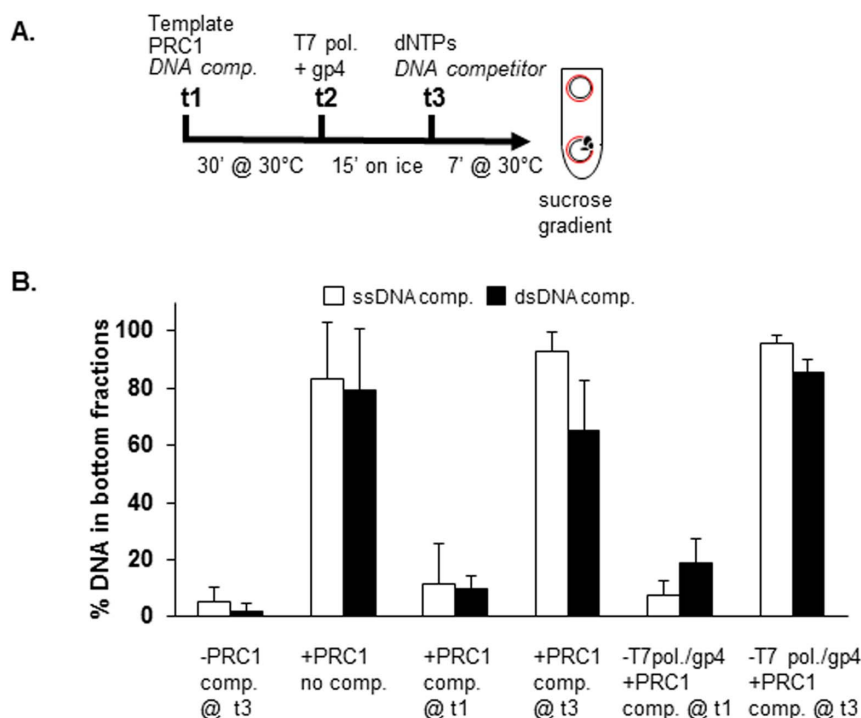 A.
Template
PRC1
DNA comp.
t1
T7 pol.
+ gp4
t2
dNTPs
DNA competitor
t3
30’ @ 30°C
15’ on ice
7’ @ 30°C
sucrose
gradient
B.
ssDNA comp.
dsDNA comp.
% DNA in bottom fractions
100
80
60
40
20
0
-PRC1
comp.
@ t3
+PRC1
no comp.
+PRC1
comp.
@ t1
+PRC1
comp.
@ t3
-T7pol./gp4
+PRC1
comp. @ t1
-T7 pol./gp4
+PRC1
comp. @ t3